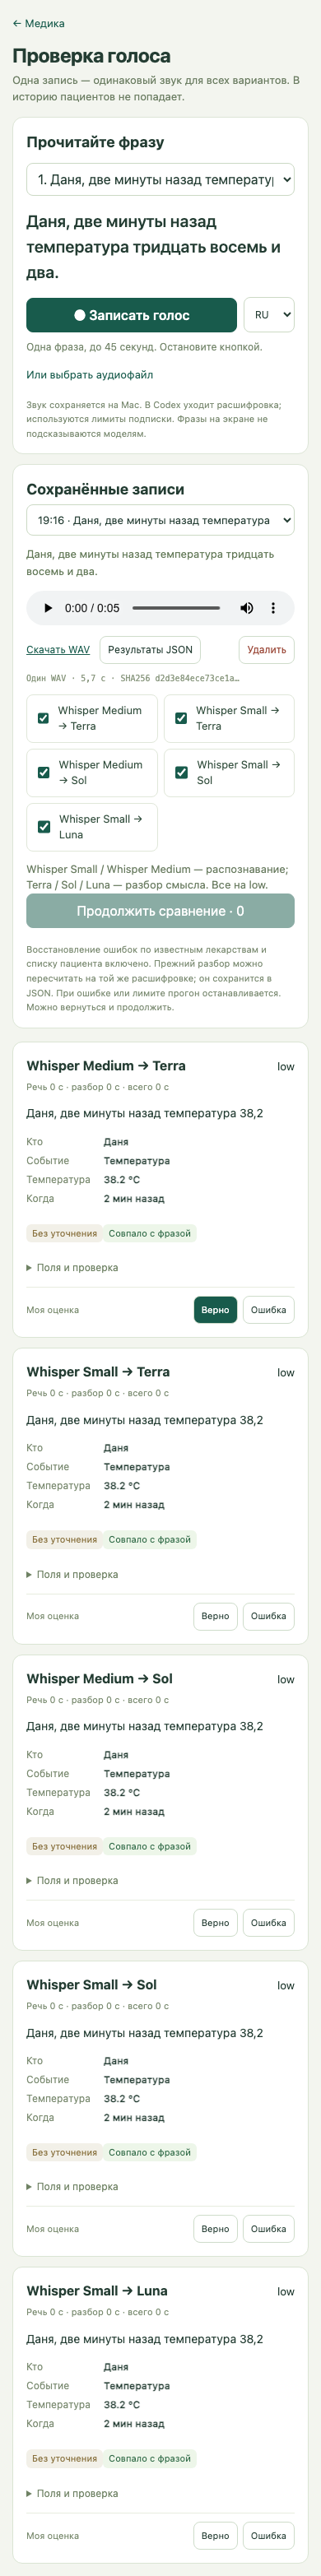 ← Медика
Проверка голоса
Одна запись — одинаковый звук для всех вариантов. В
историю пациентов не попадает.
Прочитайте фразу
1. Даня, две минуты назад температур
Даня, две минуты назад
температура тридцать восемь и
два.
Записать голос
RU
Одна фраза, до 45 секунд. Остановите кнопкой.
Или выбрать аудиофайл
Звук сохраняется на Mac. В Codex уходит расшифровка;
используются лимиты подписки. Фразы на экране не
подсказываются моделям.
Сохранённые записи
19:16 · Даня, две минуты назад температура
Даня, две минуты назад температура тридцать
восемь и два.
0:00 / 0:05
Скачать WAV
Результаты JSON
Удалить
Один WAV · 5,7 с · SHA256 d2d3e84ece73ce1a…
Whisper Medium
→ Terra
Whisper Small →
Terra
Whisper Medium
→ Sol
Whisper Small →
Sol
Whisper Small →
Luna
Whisper Small / Whisper Medium — распознавание;
Terra / Sol / Luna — разбор смысла. Все на low.
Продолжить сравнение · 0
Восстановление ошибок по известным лекарствам и
списку пациента включено. Прежний разбор можно
пересчитать на той же расшифровке; он сохранится в
JSON. При ошибке или лимите прогон останавливается.
Можно вернуться и продолжить.
Whisper Medium → Terra low
Речь 0 с · разбор 0 с · всего 0 с
Даня, две минуты назад температура 38,2
Кто Даня
Событие Температура
Температура 38.2 °C
Когда 2 мин назад
Без уточнения Совпало с фразой
▶ Поля и проверка
Моя оценка Верно Ошибка
Whisper Small → Terra low
Речь 0 с · разбор 0 с · всего 0 с
Даня, две минуты назад температура 38,2
Кто Даня
Событие Температура
Температура 38.2 °C
Когда 2 мин назад
Без уточнения Совпало с фразой
▶ Поля и проверка
Моя оценка Верно Ошибка
Whisper Medium → Sol low
Речь 0 с · разбор 0 с · всего 0 с
Даня, две минуты назад температура 38,2
Кто Даня
Событие Температура
Температура 38.2 °C
Когда 2 мин назад
Без уточнения Совпало с фразой
▶ Поля и проверка
Моя оценка Верно Ошибка
Whisper Small → Sol low
Речь 0 с · разбор 0 с · всего 0 с
Даня, две минуты назад температура 38,2
Кто Даня
Событие Температура
Температура 38.2 °C
Когда 2 мин назад
Без уточнения Совпало с фразой
▶ Поля и проверка
Моя оценка Верно Ошибка
Whisper Small → Luna low
Речь 0 с · разбор 0 с · всего 0 с
Даня, две минуты назад температура 38,2
Кто Даня
Событие Температура
Температура 38.2 °C
Когда 2 мин назад
Без уточнения Совпало с фразой
▶ Поля и проверка
Моя оценка Верно Ошибка